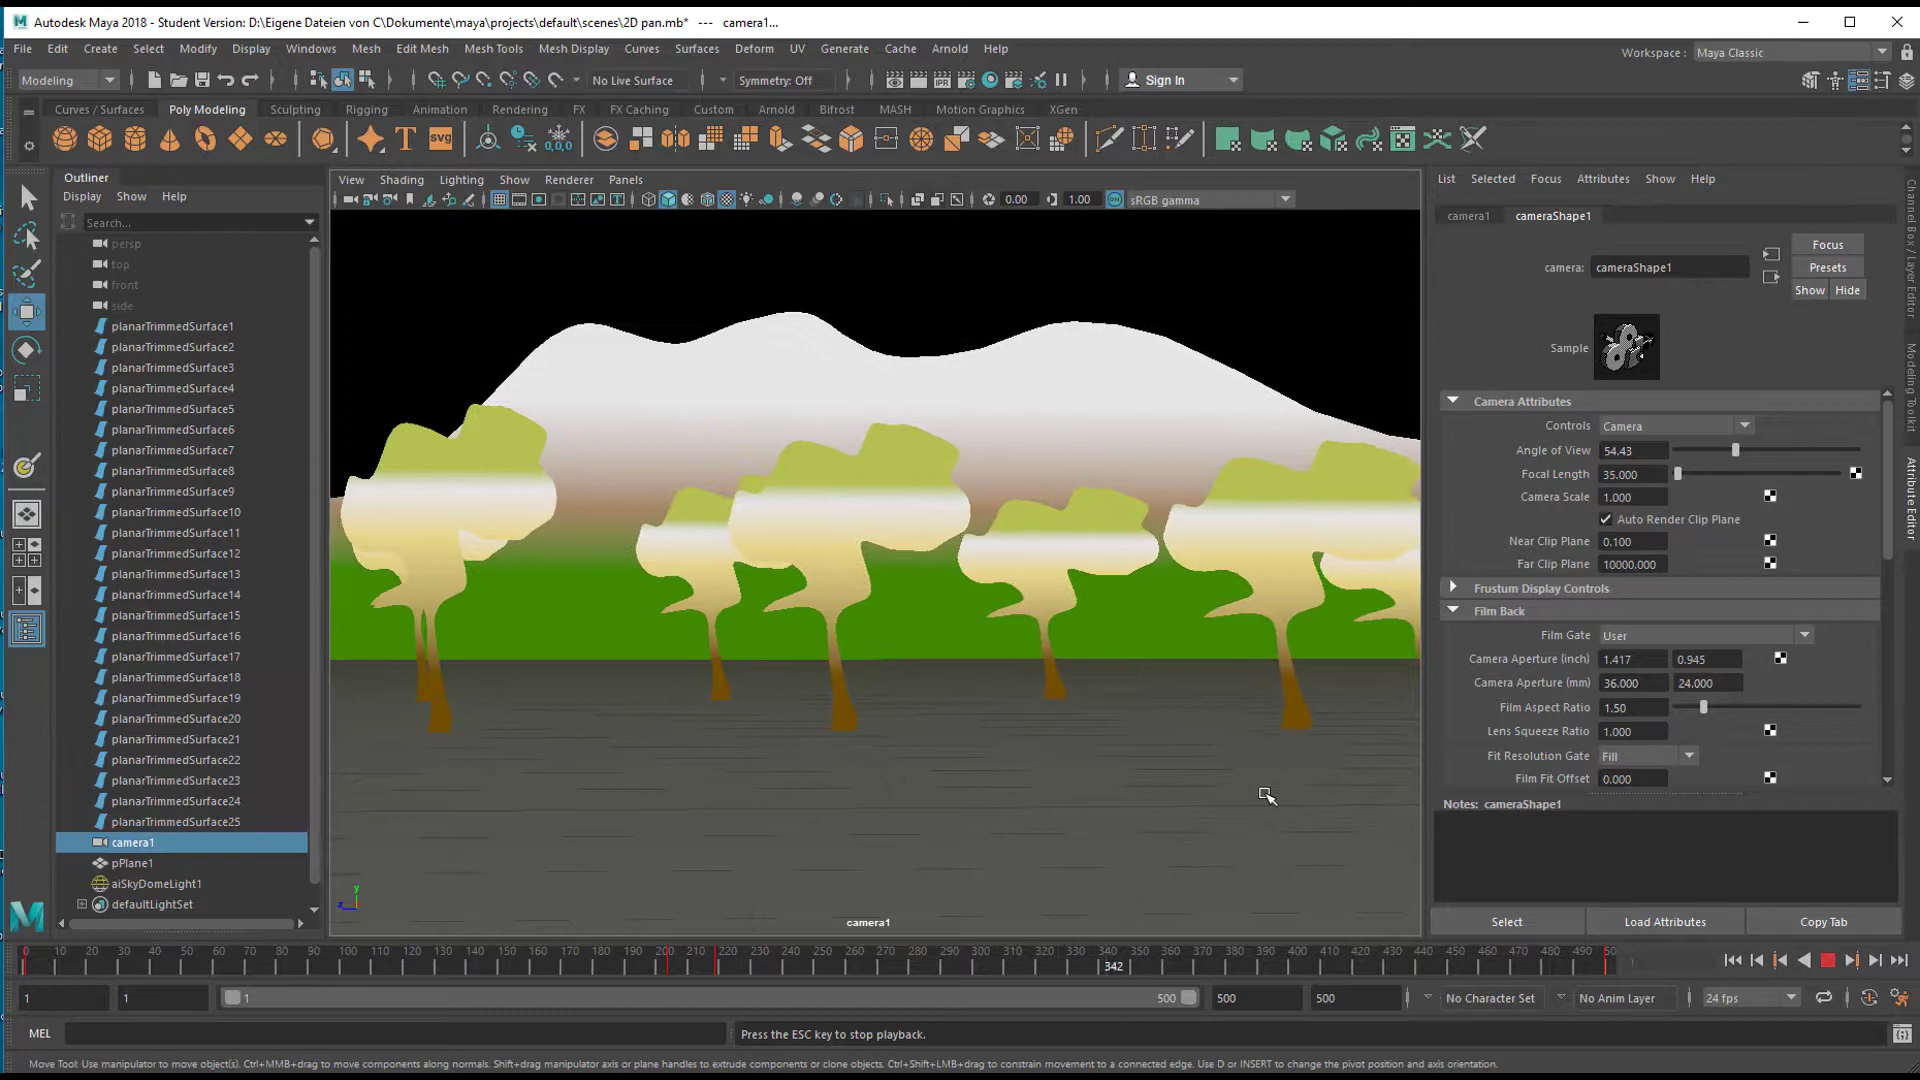 Autodesk Maya 2018 - Student Version: D:\Eigene Dateien von C\Dokumente\maya\projects\default\scenes\2D pan.mb* --- camera1...
File Edit Create Select Modify Display Windows Mesh Edit Mesh Mesh Tools Mesh Display Curves Surfaces Deform UV Generate Cache Arnold Help
Workspace : Maya Classic
Modeling No Live Surface Symmetry: Off Sign In
Curves / Surfaces Poly Modeling Sculpting Rigging Animation Rendering FX FX Caching Custom Arnold Bifrost MASH Motion Graphics XGen
T svg 0,0,0
Outliner
Display Show Help
Search...
persp
top
front
side
planarTrimmedSurface1
planarTrimmedSurface2
planarTrimmedSurface3
planarTrimmedSurface4
planarTrimmedSurface5
planarTrimmedSurface6
planarTrimmedSurface7
planarTrimmedSurface8
planarTrimmedSurface9
planarTrimmedSurface10
planarTrimmedSurface11
planarTrimmedSurface12
planarTrimmedSurface13
planarTrimmedSurface14
planarTrimmedSurface15
planarTrimmedSurface16
planarTrimmedSurface17
planarTrimmedSurface18
planarTrimmedSurface19
planarTrimmedSurface20
planarTrimmedSurface21
planarTrimmedSurface22
planarTrimmedSurface23
planarTrimmedSurface24
planarTrimmedSurface25
camera1
pPlane1
aiSkyDomeLight1
defaultLightSet
View Shading Lighting Show Renderer Panels
0.00 1.00 sRGB gamma
y
z
camera1
List Selected Focus Attributes Show Help
camera1 cameraShape1
camera: cameraShape1
Focus
Presets
Show Hide
Sample
Camera Attributes
Controls Camera
Angle of View 54.43
Focal Length 35.000
Camera Scale 1.000
Auto Render Clip Plane
Near Clip Plane 0.100
Far Clip Plane 10000.000
Frustum Display Controls
Film Back
Film Gate User
Camera Aperture (inch) 1.417 0.945
Camera Aperture (mm) 36.000 24.000
Film Aspect Ratio 1.50
Lens Squeeze Ratio 1.000
Fit Resolution Gate Fill
Film Fit Offset 0.000
Notes: cameraShape1
Select Load Attributes Copy Tab
Channel Box / Layer Editor
Modeling Toolkit
Attribute Editor
0 10 20 30 40 50 60 70 80 90 100 110 120 130 140 150 160 170 180 190 200 210 220 230 240 250 260 270 280 290 300 310 320 330 340 350 360 370 380 390 400 410 420 430 440 450 460 470 480 490 50
342
1 1 1 500 500 500 No Character Set No Anim Layer 24 fps
MEL Press the ESC key to stop playback.
Move Tool: Use manipulator to move object(s). Ctrl+MMB+drag to move components along normals. Shift+drag manipulator axis or plane handles to extrude components or clone objects. Ctrl+Shift+LMB+drag to constrain movement to a connected edge. Use D or INSERT to change the pivot position and axis orientation.